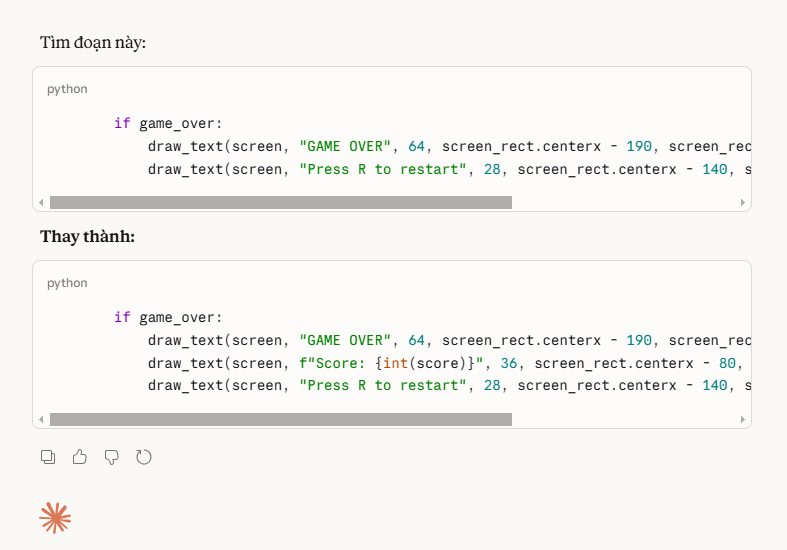 Tìm đoạn này:
python
if game_over:
draw_text(screen, "GAME OVER", 64, screen_rect.centerx - 190, screen_rec
draw_text(screen, "Press R to restart", 28, screen_rect.centerx - 140, s
Thay thành:
python
if game_over:
draw_text(screen, "GAME OVER", 64, screen_rect.centerx - 190, screen_rec
draw_text(screen, f"Score: {int(score)}", 36, screen_rect.centerx - 80,
draw_text(screen, "Press R to restart", 28, screen_rect.centerx - 140, s